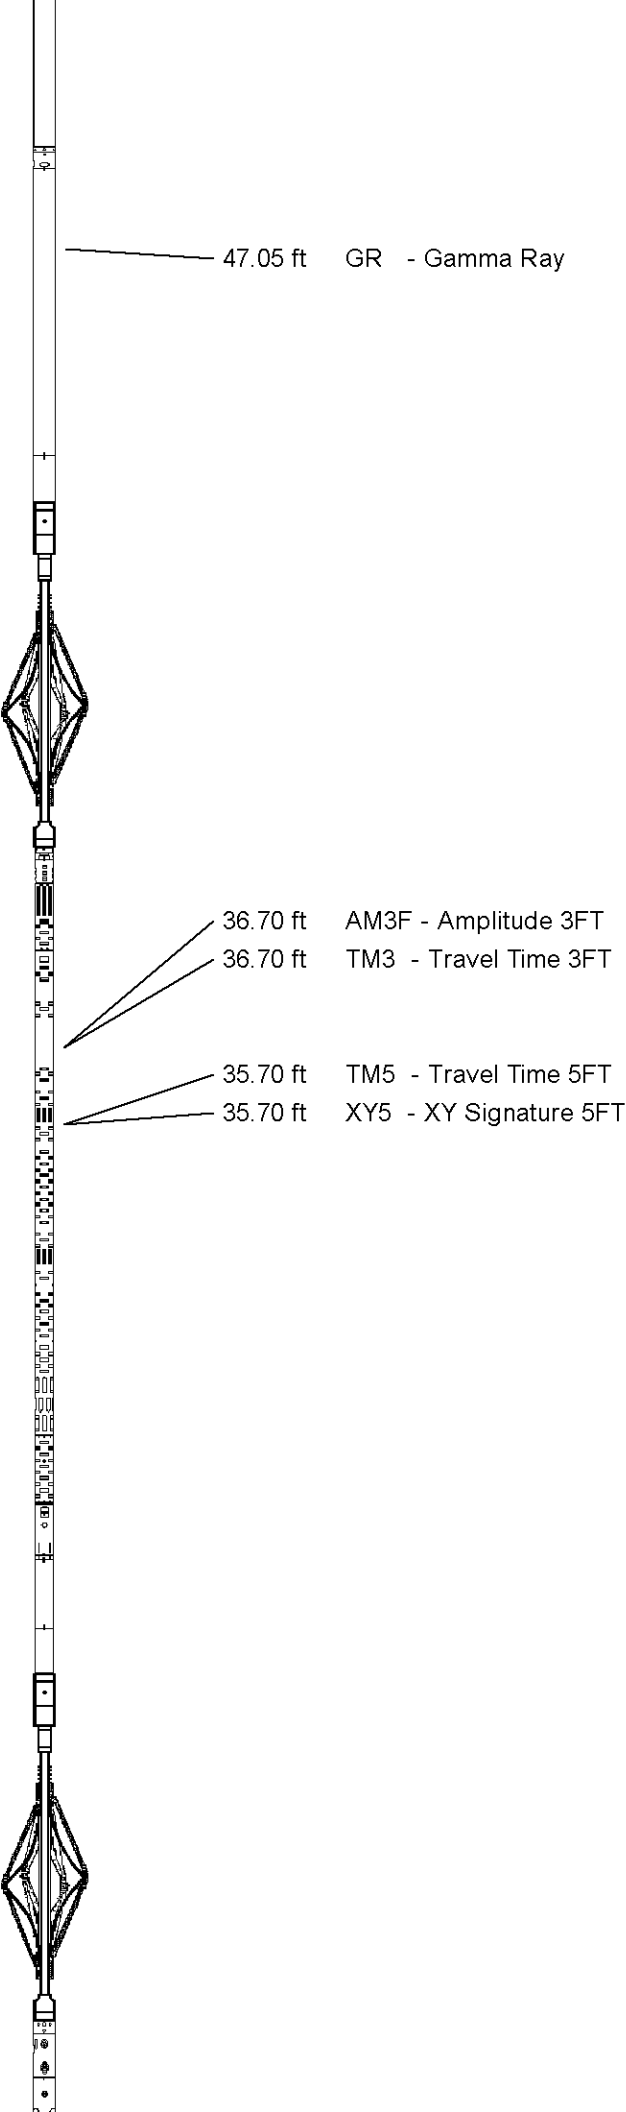 47.05 ft GR - Gamma Ray
36.70 ft AM3F - Amplitude 3FT
36.70 ft TM3 - Travel Time 3FT
35.70 ft TM5 - Travel Time 5FT
35.70 ft XY5 - XY Signature 5FT